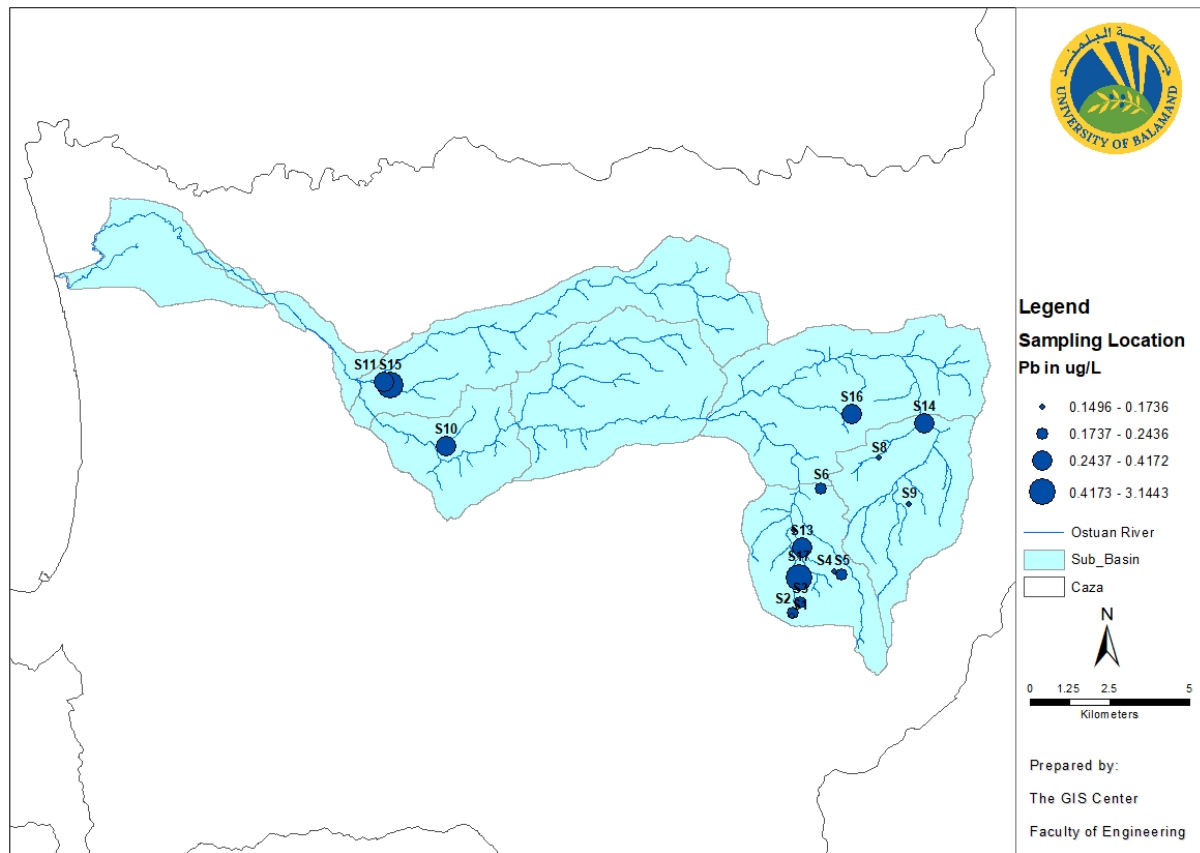 جامعة البلمند
UNIVERSITY OF BALAMAND
S11 S15
S10
S16
S14
S8
S6
S9
S13
S17
S4 S5
S3
S2
S1
Legend
Sampling Location
Pb in ug/L
0.1496 - 0.1736
0.1737 - 0.2436
0.2437 - 0.4172
0.4173 - 3.1443
Ostuan River
Sub_Basin
Caza
N
0 1.25 2.5 5
Kilometers
Prepared by:
The GIS Center
Faculty of Engineering